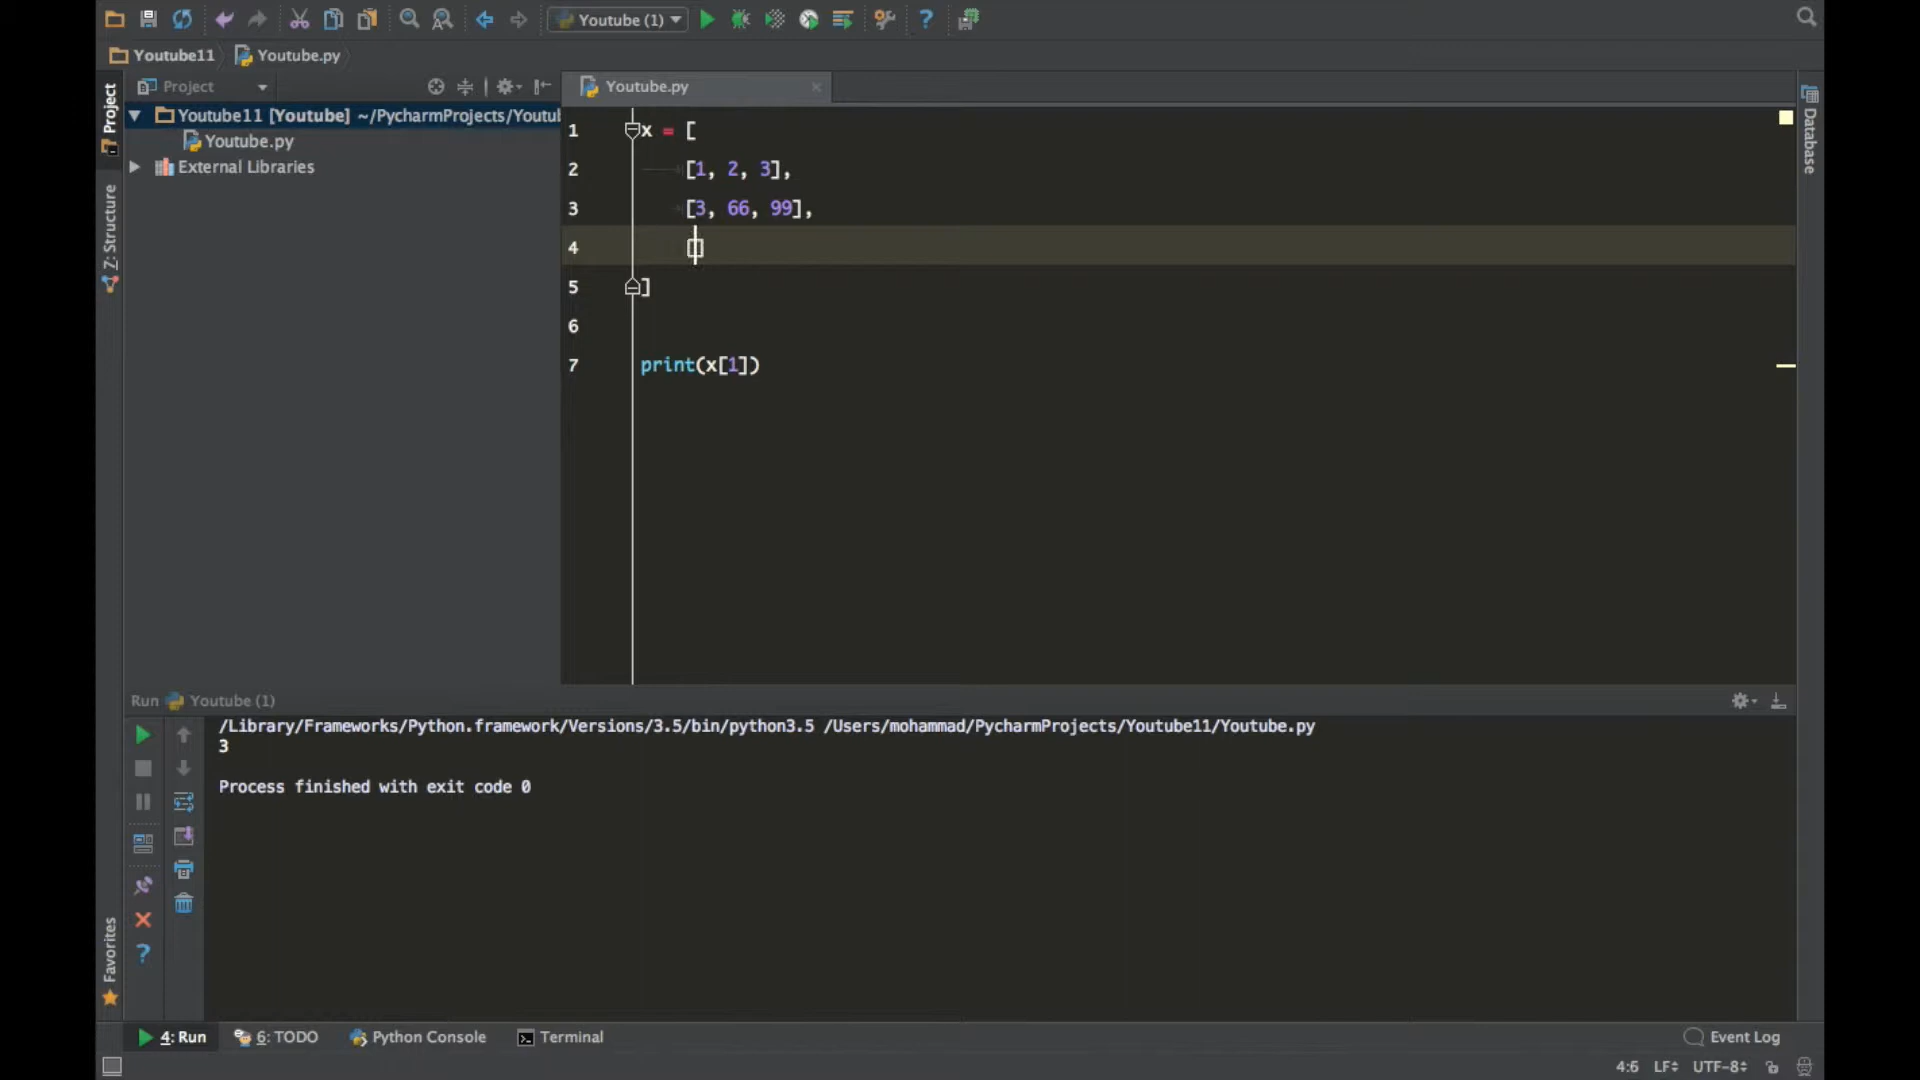 Youtube (1)
Youtube11 Youtube.py
Project
Youtube.py
Youtube11 [Youtube] ~/PycharmProjects/Youtub
Youtube.py
External Libraries
Project
Z: Structure
Favorites
Database
1 x = [
2 [1, 2, 3],
3 [3, 66, 99],
4 []
5 ]
6
7 print(x[1])
Run Youtube (1)
/Library/Frameworks/Python.framework/Versions/3.5/bin/python3.5 /Users/mohammad/PycharmProjects/Youtube11/Youtube.py
3
Process finished with exit code 0
4: Run 6: TODO Python Console Terminal Event Log
4:6 LF UTF-8